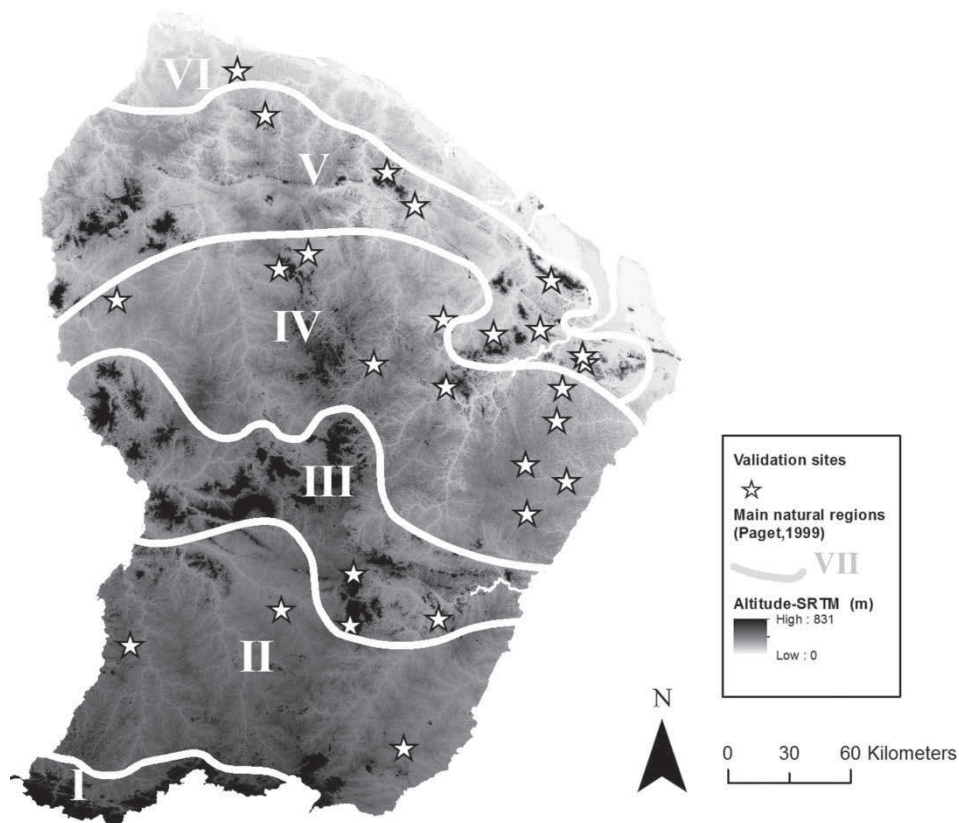 VI
V
IV
III
II
I
Validation sites
Main natural regions
(Paget,1999)
VII
Altitude-SRTM (m)
High : 831
Low : 0
N
0 30 60 Kilometers